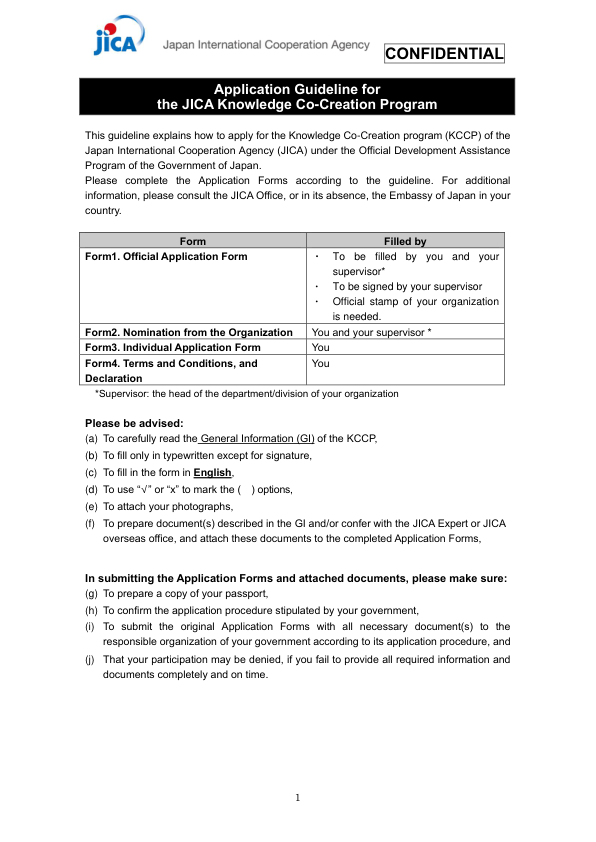 JICA
Japan International Cooperation Agency
CONFIDENTIAL
Application Guideline for
the JICA Knowledge Co-Creation Program
This guideline explains how to apply for the Knowledge Co-Creation program (KCCP) of the
Japan International Cooperation Agency (JICA) under the Official Development Assistance
Program of the Government of Japan.
Please complete the Application Forms according to the guideline. For additional
information, please consult the JICA Office, or in its absence, the Embassy of Japan in your
country.
Form Filled by
Form1. Official Application Form
・ To be filled by you and your
supervisor*
・ To be signed by your supervisor
・ Official stamp of your organization
is needed.
Form2. Nomination from the Organization You and your supervisor *
Form3. Individual Application Form You
Form4. Terms and Conditions, and You
Declaration
*Supervisor: the head of the department/division of your organization
Please be advised:
(a) To carefully read the General Information (GI) of the KCCP,
(b) To fill only in typewritten except for signature,
(c) To fill in the form in English,
(d) To use “√” or “x” to mark the ( ) options,
(e) To attach your photographs,
(f) To prepare document(s) described in the GI and/or confer with the JICA Expert or JICA
overseas office, and attach these documents to the completed Application Forms,
In submitting the Application Forms and attached documents, please make sure:
(g) To prepare a copy of your passport,
(h) To confirm the application procedure stipulated by your government,
(i) To submit the original Application Forms with all necessary document(s) to the
responsible organization of your government according to its application procedure, and
(j) That your participation may be denied, if you fail to provide all required information and
documents completely and on time.
1